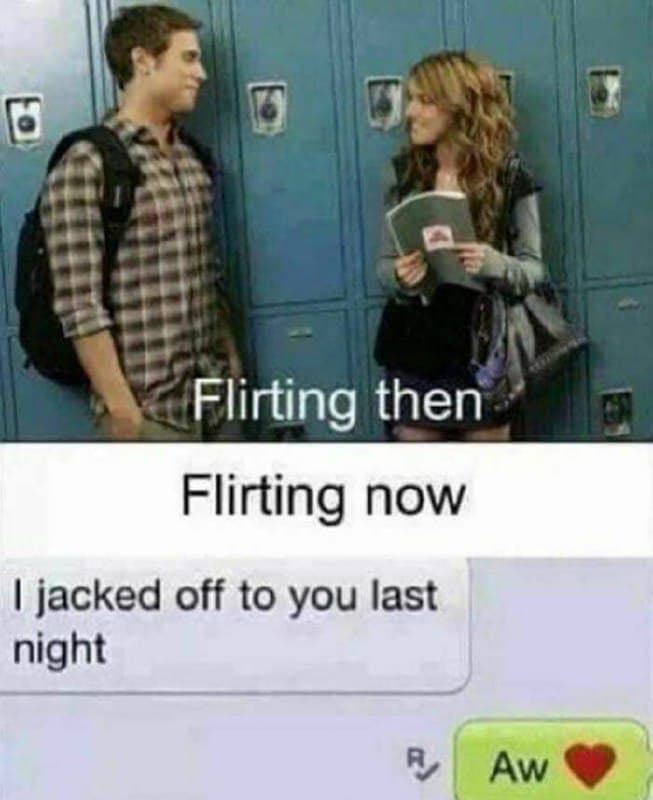 Flirting then
Flirting now
I jacked off to you last
night
R
Aw ❤